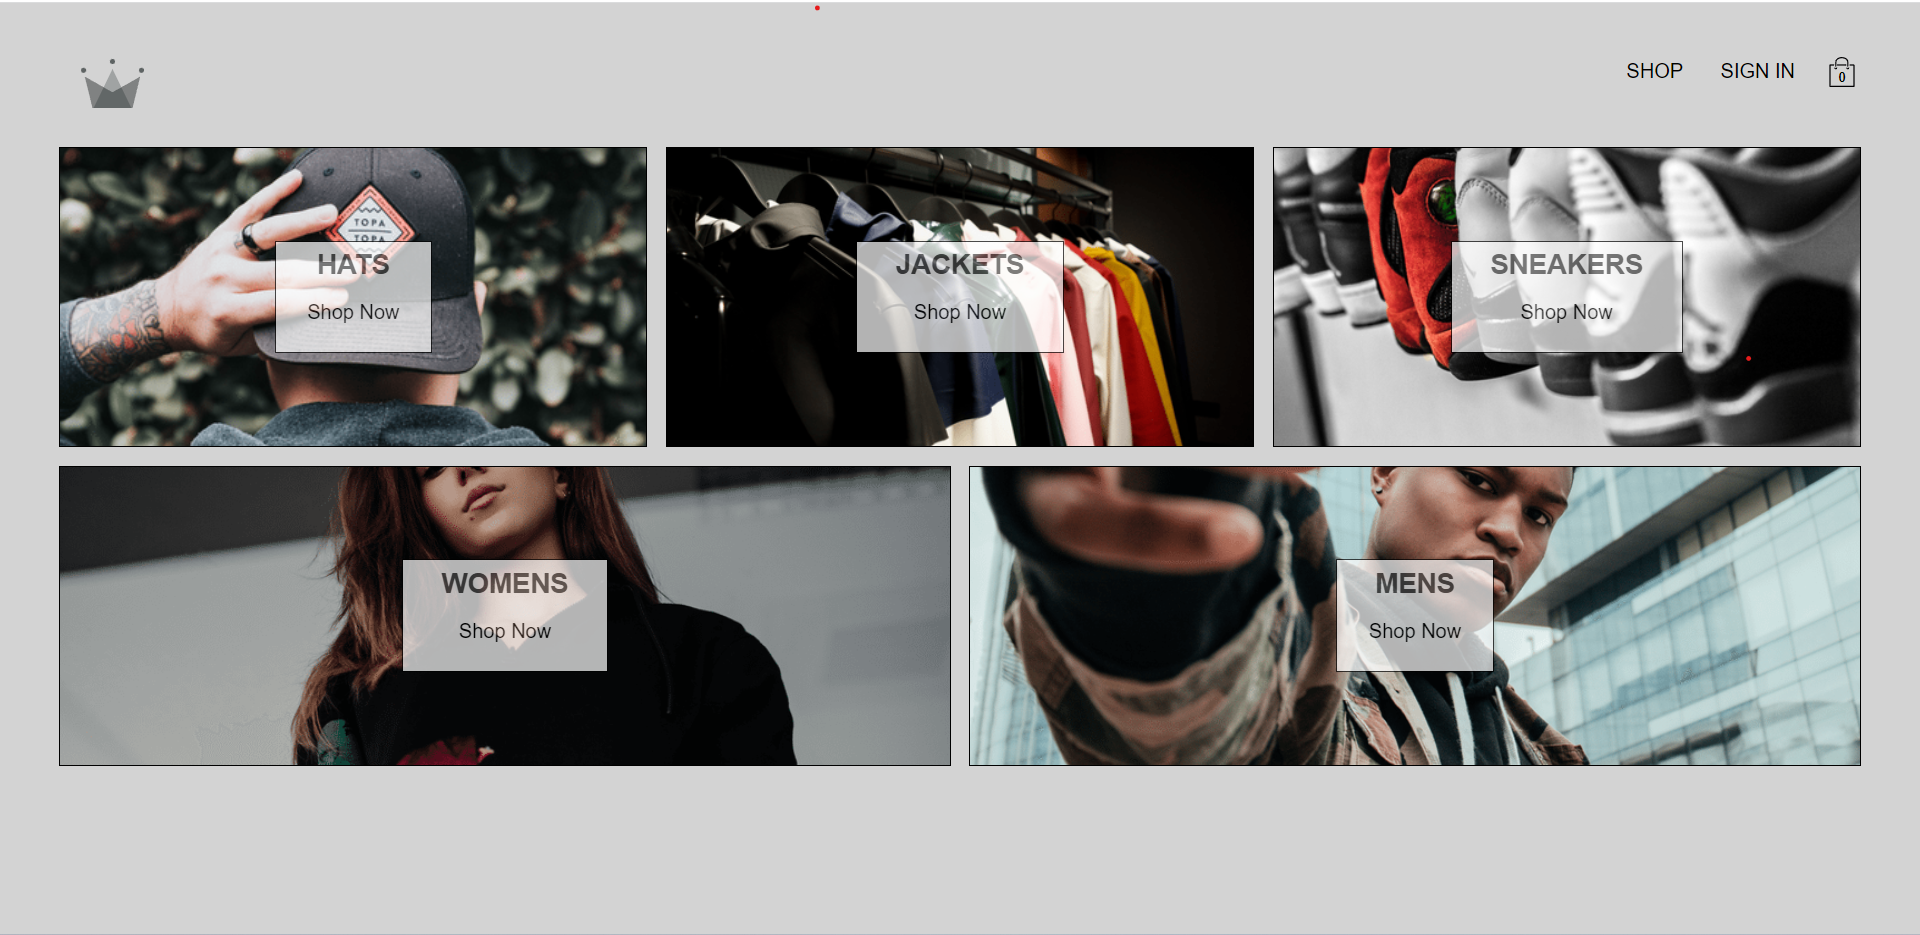 SHOP SIGN IN
0
TOPA
TOPA
HATS
Shop Now
JACKETS
Shop Now
SNEAKERS
Shop Now
WOMENS
Shop Now
MENS
Shop Now